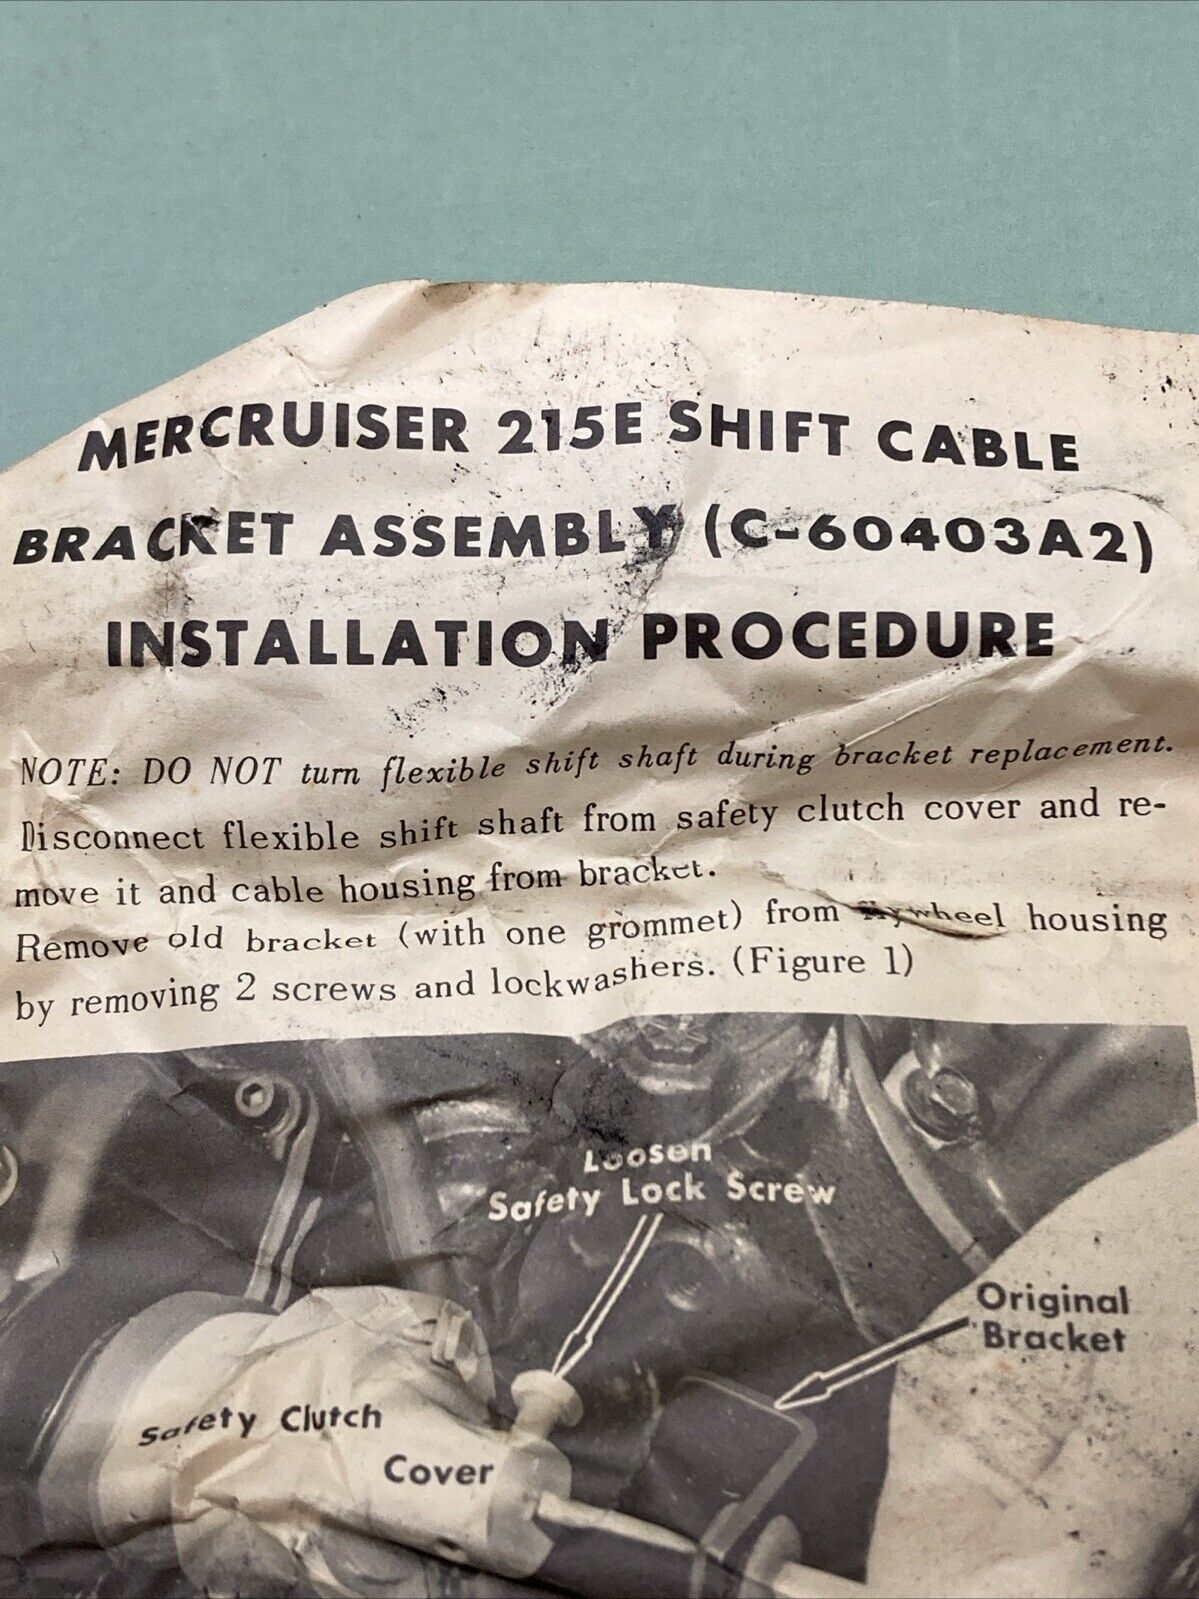 MERCRUISER 215E SHIFT CABLE
BRACKET ASSEMBLY (C-60403A2)
INSTALLATION PROCEDURE
NOTE: DO NOT turn flexible shift shaft during bracket replacement.
Disconnect flexible shift shaft from safety clutch cover and re-
move it and cable housing from bracket.
Remove old bracket (with one grommet) from flywheel housing
by removing 2 screws and lockwashers. (Figure 1)
Loosen
Safety Lock Screw
Original
Bracket
Safety Clutch
Cover